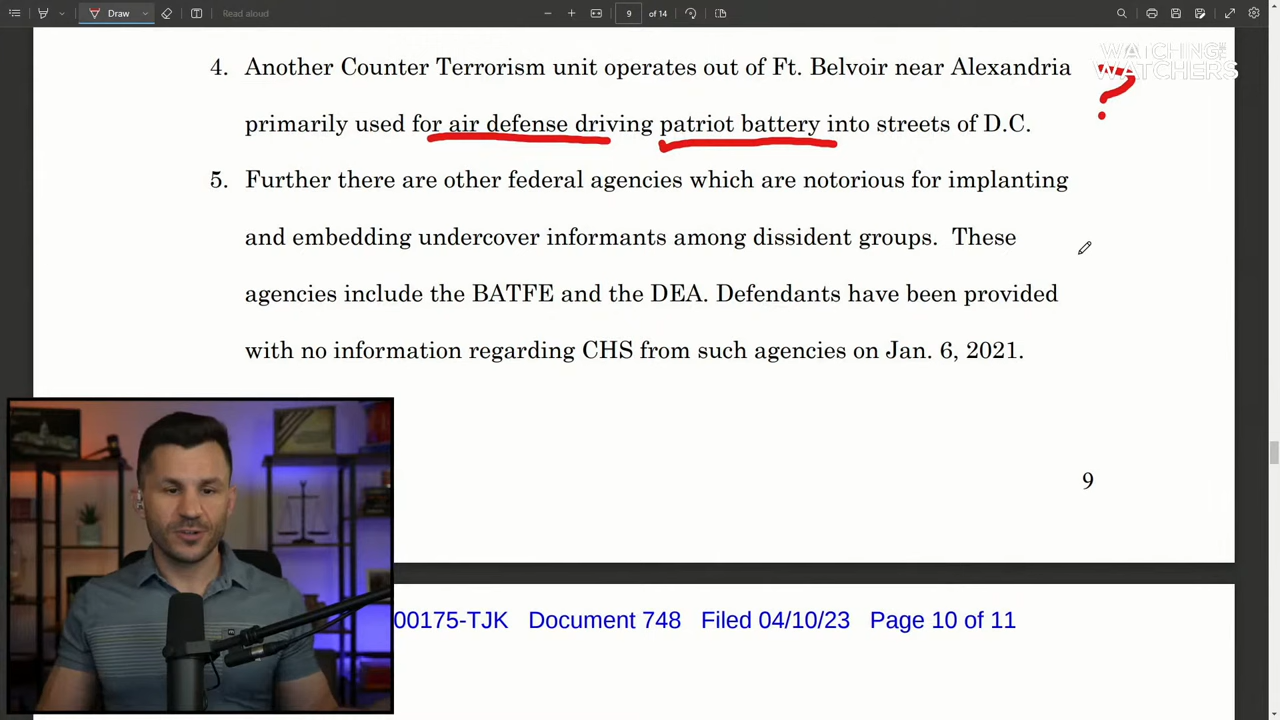 Draw
Read aloud
9
of 14
WATCHING THE
WATCHERS
4. Another Counter Terrorism unit operates out of Ft. Belvoir near Alexandria
?
primarily used for air defense driving patriot battery into streets of D.C.
5. Further there are other federal agencies which are notorious for implanting
and embedding undercover informants among dissident groups. These
agencies include the BATFE and the DEA. Defendants have been provided
with no information regarding CHS from such agencies on Jan. 6, 2021.
9
00175-TJK Document 748 Filed 04/10/23 Page 10 of 11